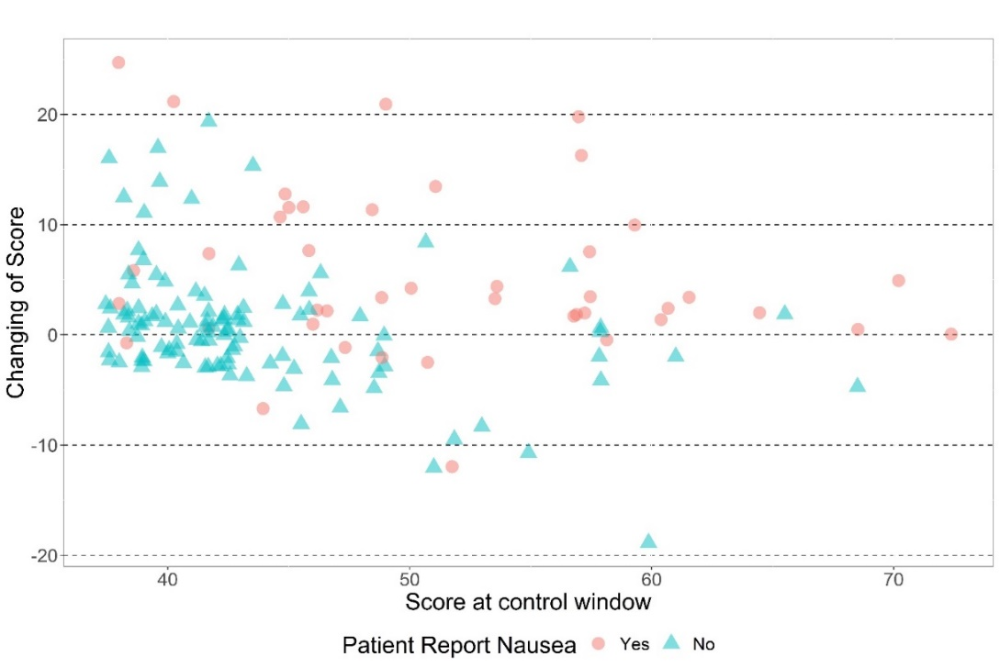 Changing of Score
20
10
0
-10
-20
40 50 60 70
Score at control window
Patient Report Nausea Yes No